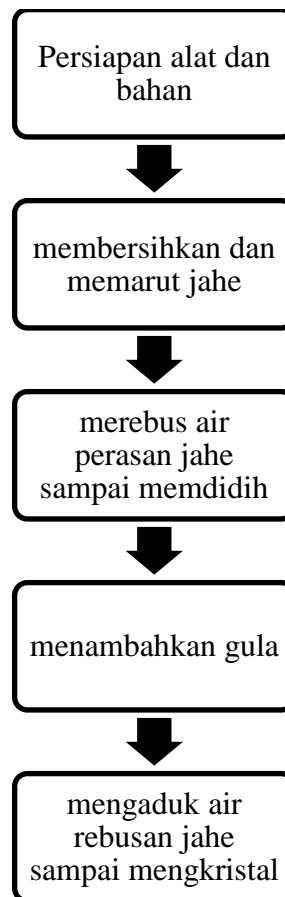 Persiapan alat dan
bahan
membersihkan dan
memarut jahe
merebus air
perasan jahe
sampai memdidih
menambahkan gula
mengaduk air
rebusan jahe
sampai mengkristal